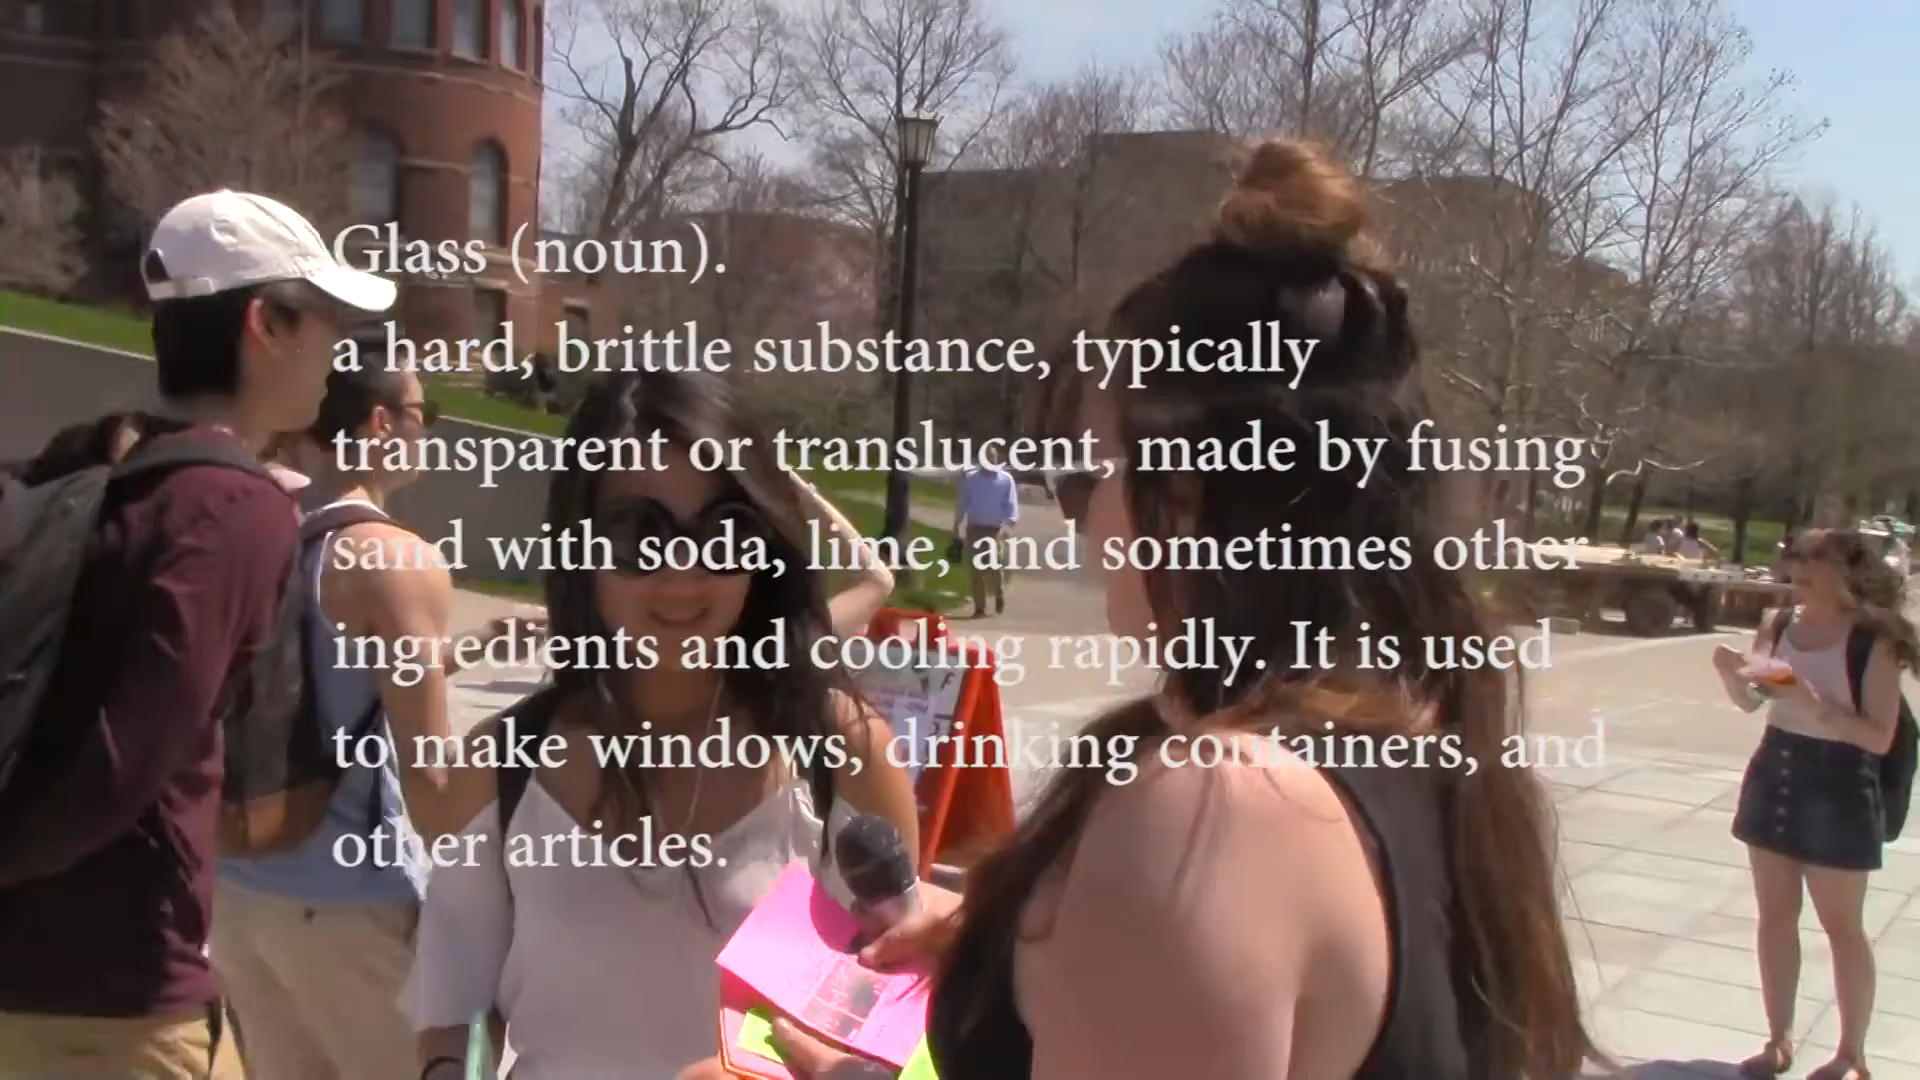 Glass (noun).
a hard, brittle substance, typically
transparent or translucent, made by fusing
sand with soda, lime, and sometimes other
ingredients and cooling rapidly. It is used
to make windows, drinking containers, and
other articles.